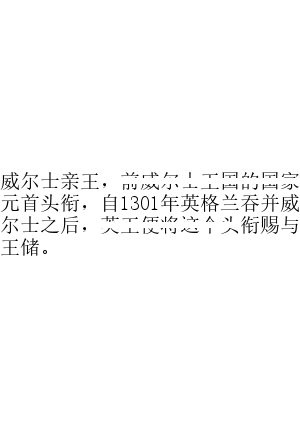 威尔士亲王，前威尔士王国的国家
元首头衔，自1301年英格兰吞并威
尔士之后，英王便将这个头衔赐与
王储。